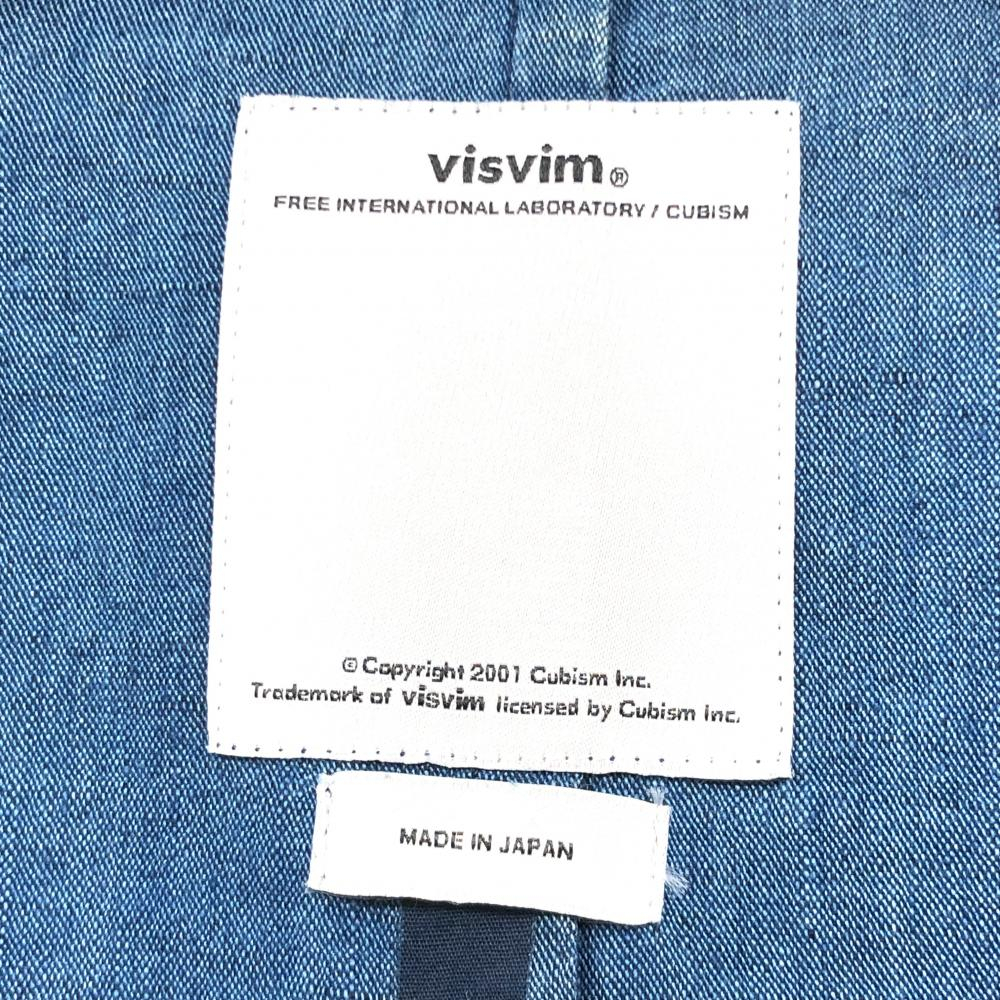 visvim®
FREE INTERNATIONAL LABORATORY / CUBISM
© Copyright 2001 Cubism Inc.
Trademark of visvim licensed by Cubism Inc.
MADE IN JAPAN